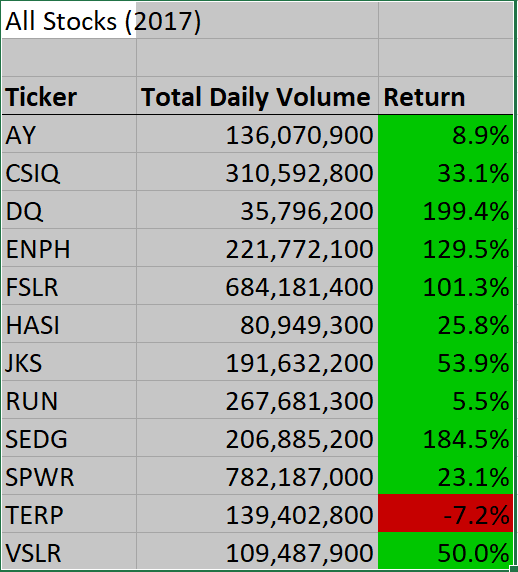 All Stocks (2017)
Ticker Total Daily Volume Return
AY 136,070,900 8.9%
CSIQ 310,592,800 33.1%
DQ 35,796,200 199.4%
ENPH 221,772,100 129.5%
FSLR 684,181,400 101.3%
HASI 80,949,300 25.8%
JKS 191,632,200 53.9%
RUN 267,681,300 5.5%
SEDG 206,885,200 184.5%
SPWR 782,187,000 23.1%
TERP 139,402,800 -7.2%
VSLR 109,487,900 50.0%